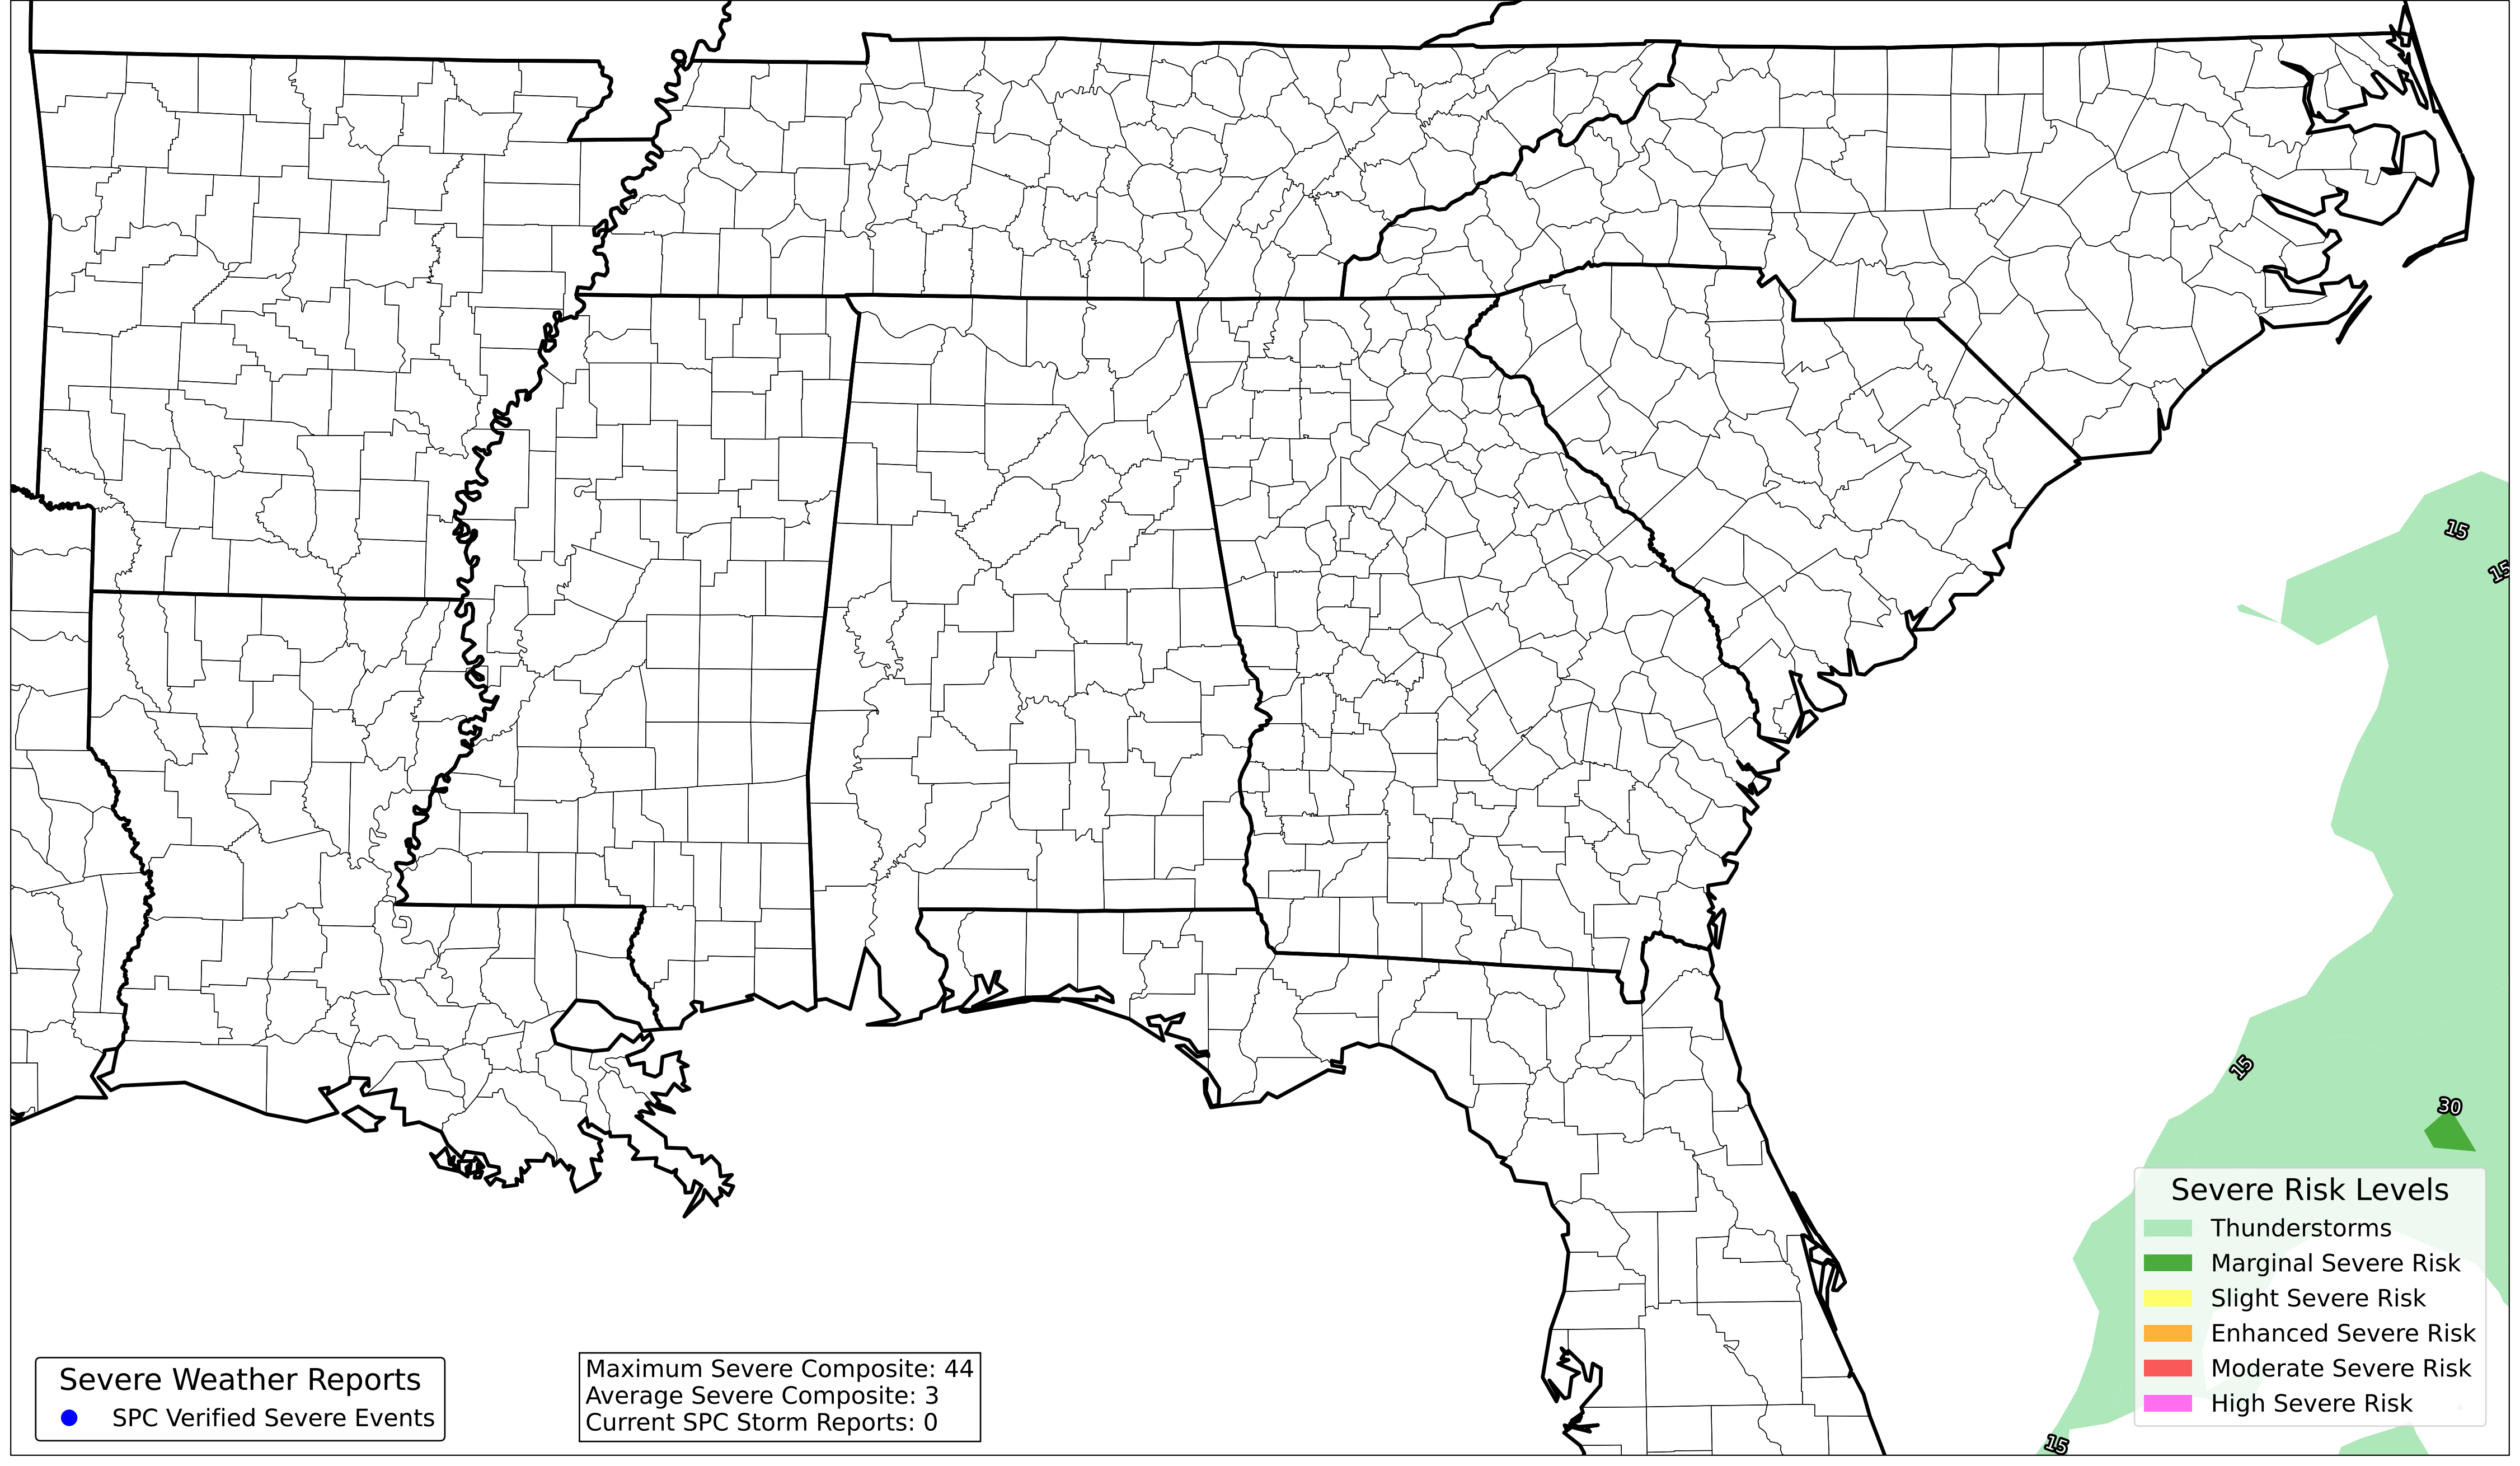 15
15
15
30
Severe Risk Levels
Thunderstorms
Marginal Severe Risk
Slight Severe Risk
Enhanced Severe Risk
Moderate Severe Risk
High Severe Risk
Severe Weather Reports
SPC Verified Severe Events
Maximum Severe Composite: 44
Average Severe Composite: 3
Current SPC Storm Reports: 0
15